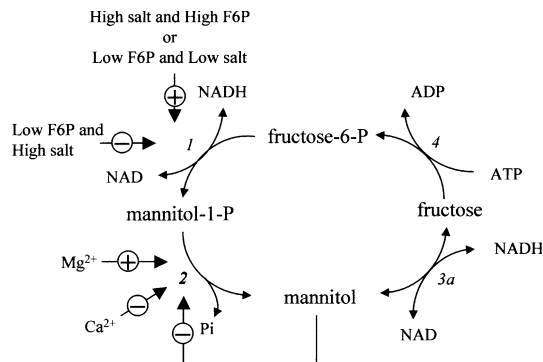 High salt and High F6P
or
Low F6P and Low salt
+
NADH
ADP
Low F6P and
High salt
−
1
fructose-6-P
4
NAD
ATP
mannitol-1-P
fructose
Mg²⁺
+
NADH
2
mannitol
3a
Ca²⁺
−
−
Pi
NAD